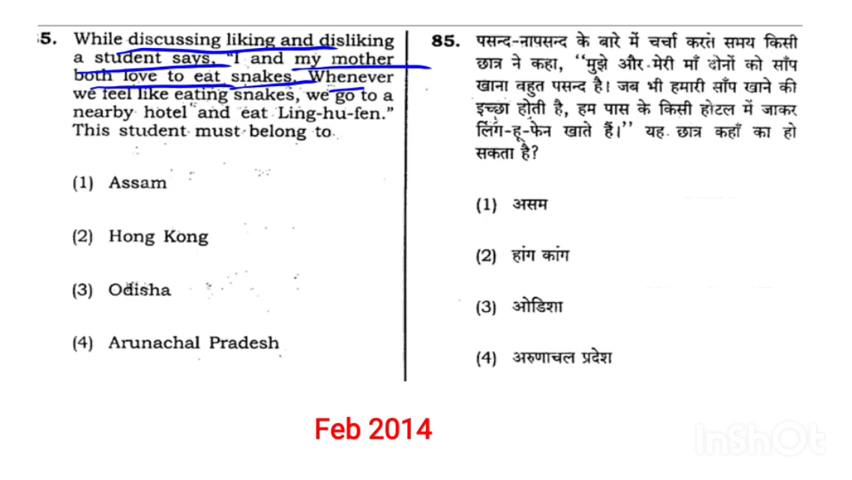 5. While discussing liking and disliking
a student says, "I and my mother
both love to eat snakes. Whenever
we feel like eating snakes, we go to a
nearby hotel and eat Ling-hu-fen."
This student must belong to
(1) Assam
(2) Hong Kong
(3) Odisha
(4) Arunachal Pradesh
85. पसन्द-नापसन्द के बारे में चर्चा करते समय किसी
छात्र ने कहा, "मुझे और मेरी माँ दोनों को साँप
खाना बहुत पसन्द है। जब भी हमारी साँप खाने की
इच्छा होती है, हम पास के किसी होटल में जाकर
लिंग-हू-फेन खाते हैं।" यह छात्र कहाँ का हो
सकता है?
(1) असम
(2) हांग कांग
(3) ओडिशा
(4) अरुणाचल प्रदेश
Feb 2014
InShOt